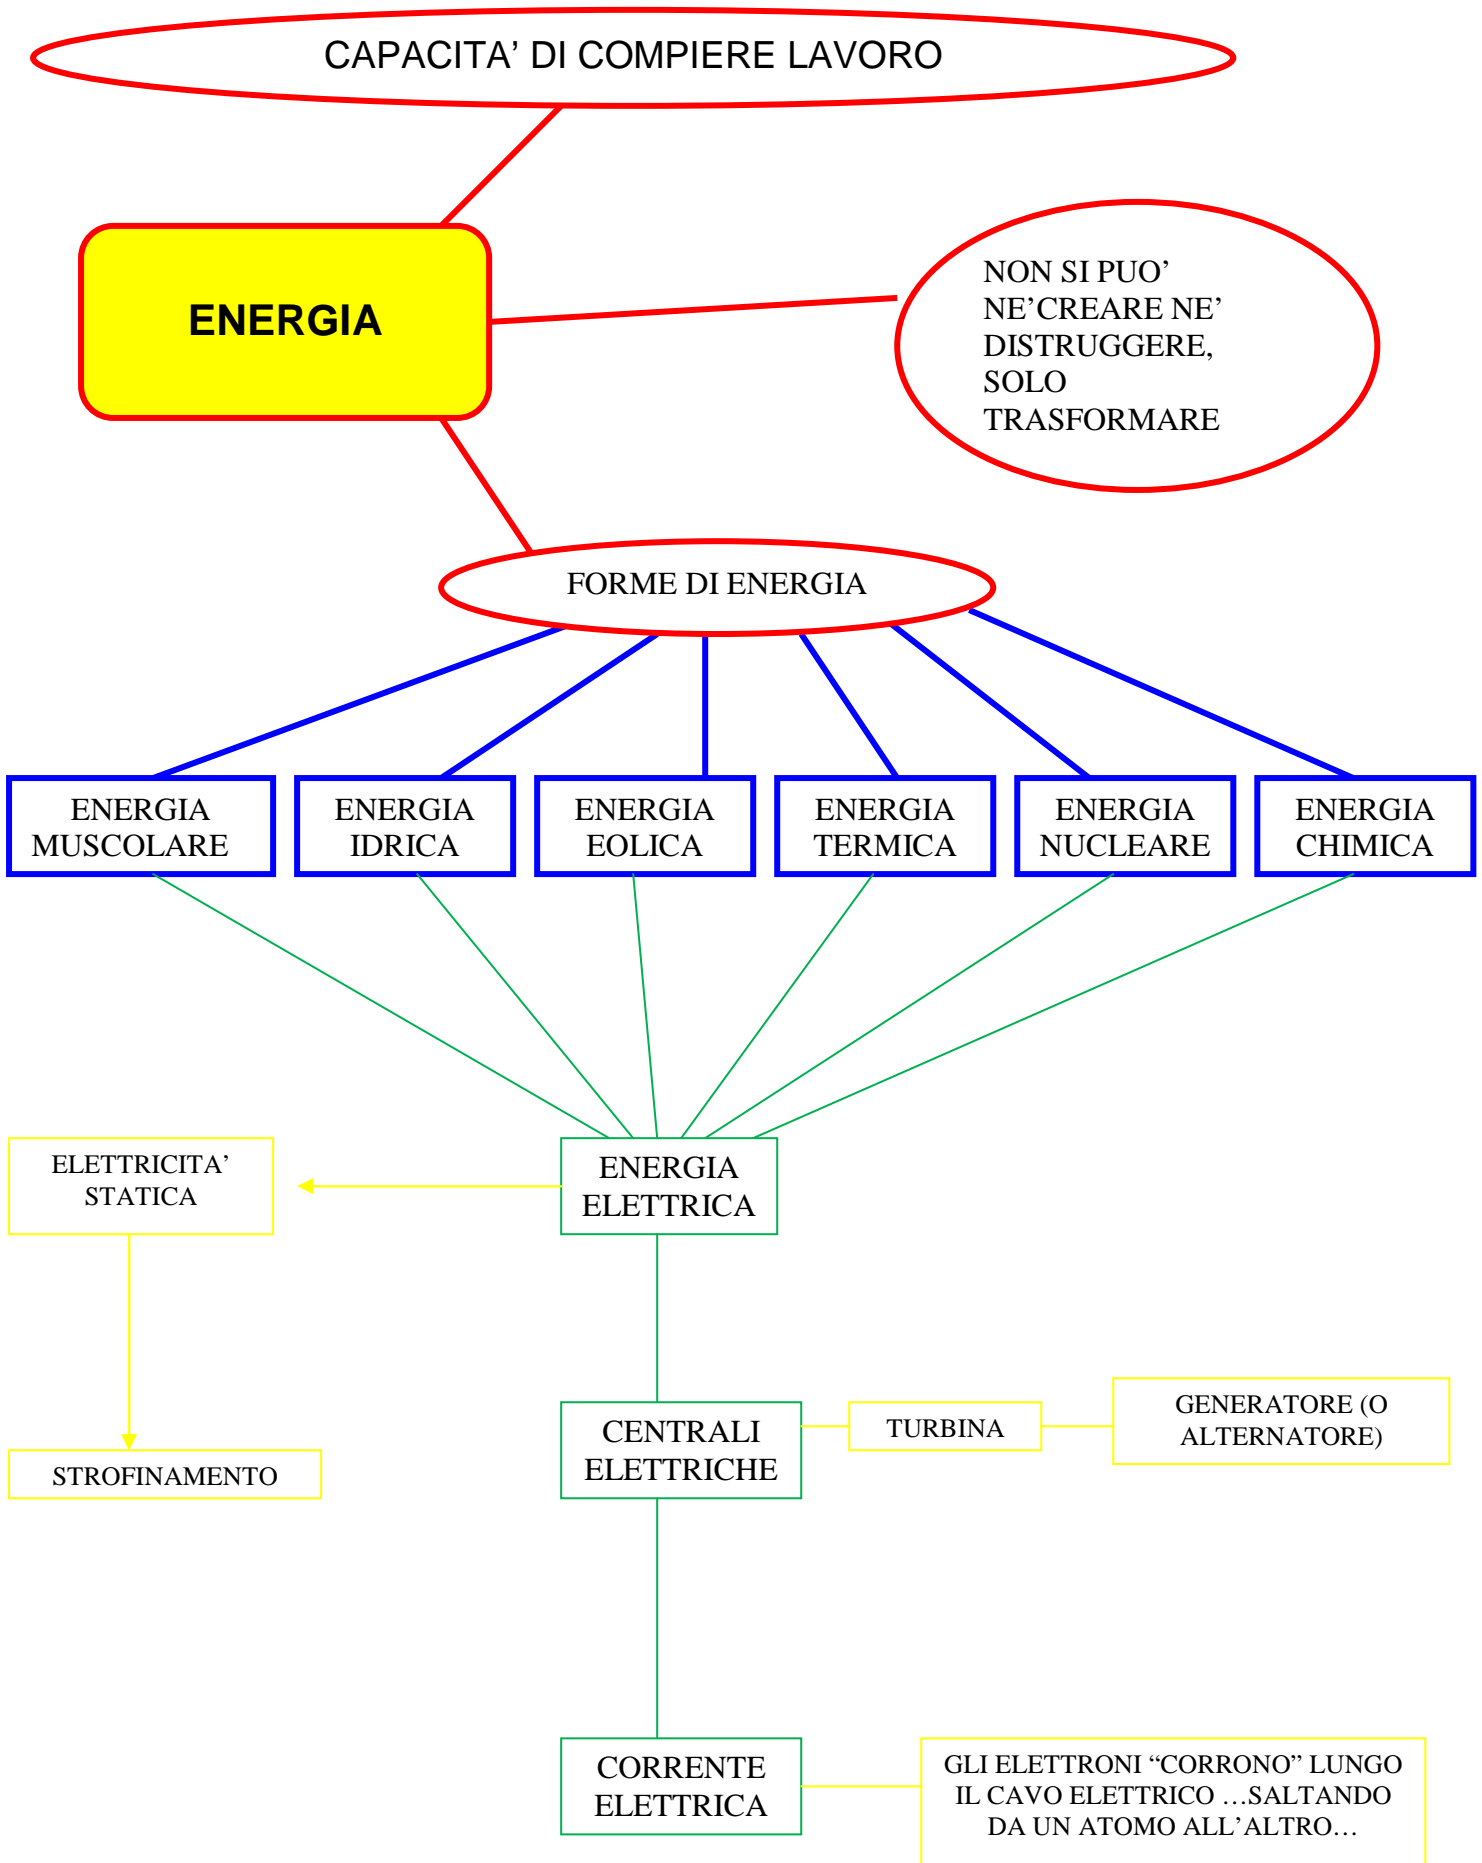 CAPACITA’ DI COMPIERE LAVORO
ENERGIA
NON SI PUO’
NE’CREARE NE’
DISTRUGGERE,
SOLO
TRASFORMARE
FORME DI ENERGIA
ENERGIA
MUSCOLARE
ENERGIA
IDRICA
ENERGIA
EOLICA
ENERGIA
TERMICA
ENERGIA
NUCLEARE
ENERGIA
CHIMICA
ELETTRICITA’
STATICA
ENERGIA
ELETTRICA
STROFINAMENTO
CENTRALI
ELETTRICHE
TURBINA
GENERATORE (O
ALTERNATORE)
CORRENTE
ELETTRICA
GLI ELETTRONI “CORRONO” LUNGO
IL CAVO ELETTRICO …SALTANDO
DA UN ATOMO ALL’ALTRO…